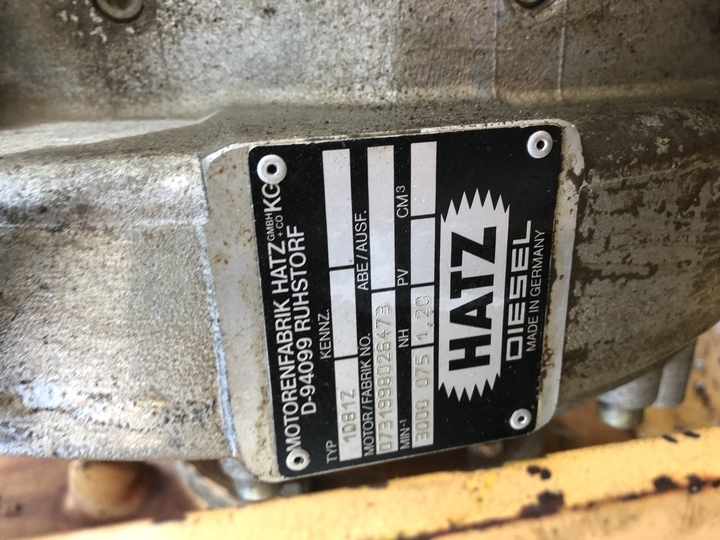 MOTORENFABRIK HATZ GMBH + CO KG
D-94099 RUHSTORF
TYP KENNZ.
1D81Z
MOTOR/FABRIK NO. ABE/AUSF.
0731998026473
MIN-1 NH PV CM3
3000 075 1,20
HATZ
DIESEL
MADE IN GERMANY